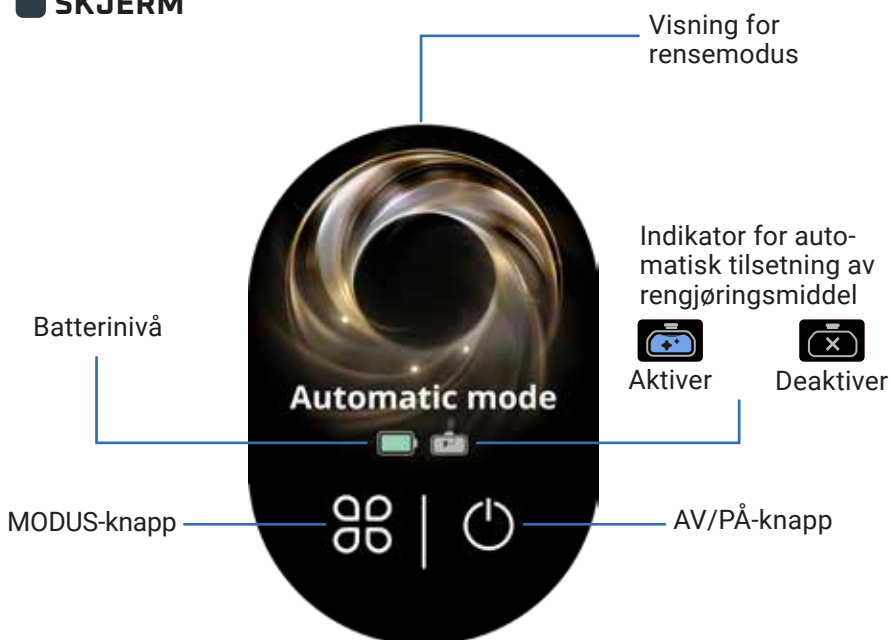 SKJERM
Visning for
rensemodus
Indikator for auto-
matisk tilsetning av
rengjøringsmiddel
Aktiver
Deaktiver
Batterinivå
Automatic mode
MODUS-knapp
AV/PÅ-knapp